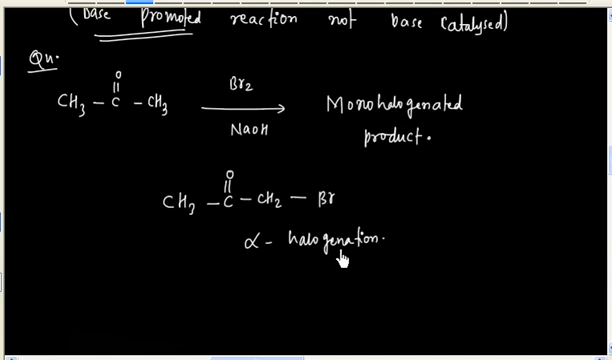 (Base promoted reaction not base catalysed)
Qn.
O
CH3 - C - CH3
Br2
NaOH
Monohalogenated
product.
O
CH3 - C - CH2 - Br
α - halogenation.